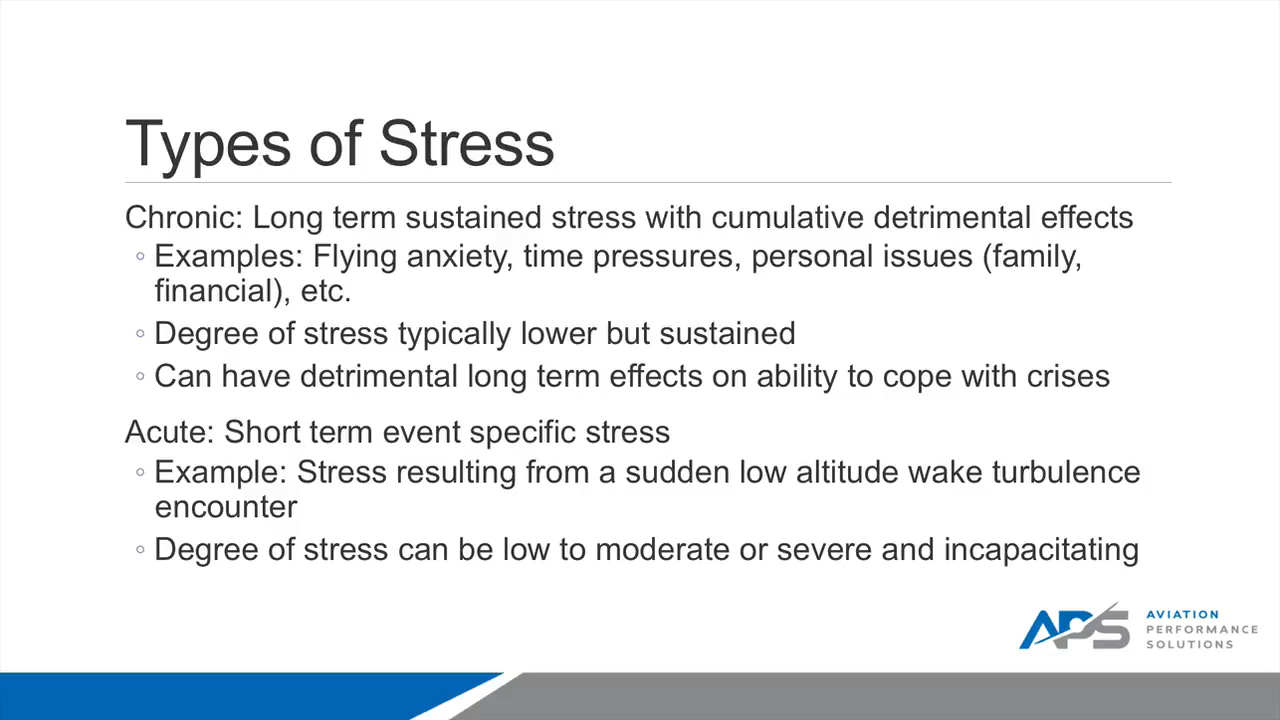 Types of Stress
Chronic: Long term sustained stress with cumulative detrimental effects
◦ Examples: Flying anxiety, time pressures, personal issues (family,
financial), etc.
◦ Degree of stress typically lower but sustained
◦ Can have detrimental long term effects on ability to cope with crises
Acute: Short term event specific stress
◦ Example: Stress resulting from a sudden low altitude wake turbulence
encounter
◦ Degree of stress can be low to moderate or severe and incapacitating
APS
AVIATION
PERFORMANCE
SOLUTIONS